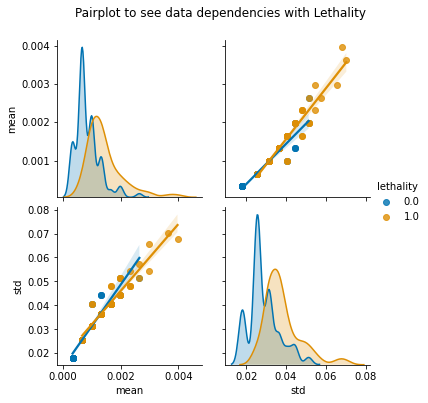 Pairplot to see data dependencies with Lethality
0.004
0.003
0.002
0.001
mean
lethality
0.0
1.0
0.08
0.07
0.06
0.05
0.04
0.03
0.02
std
0.000 0.002 0.004
mean
0.02 0.04 0.06 0.08
std